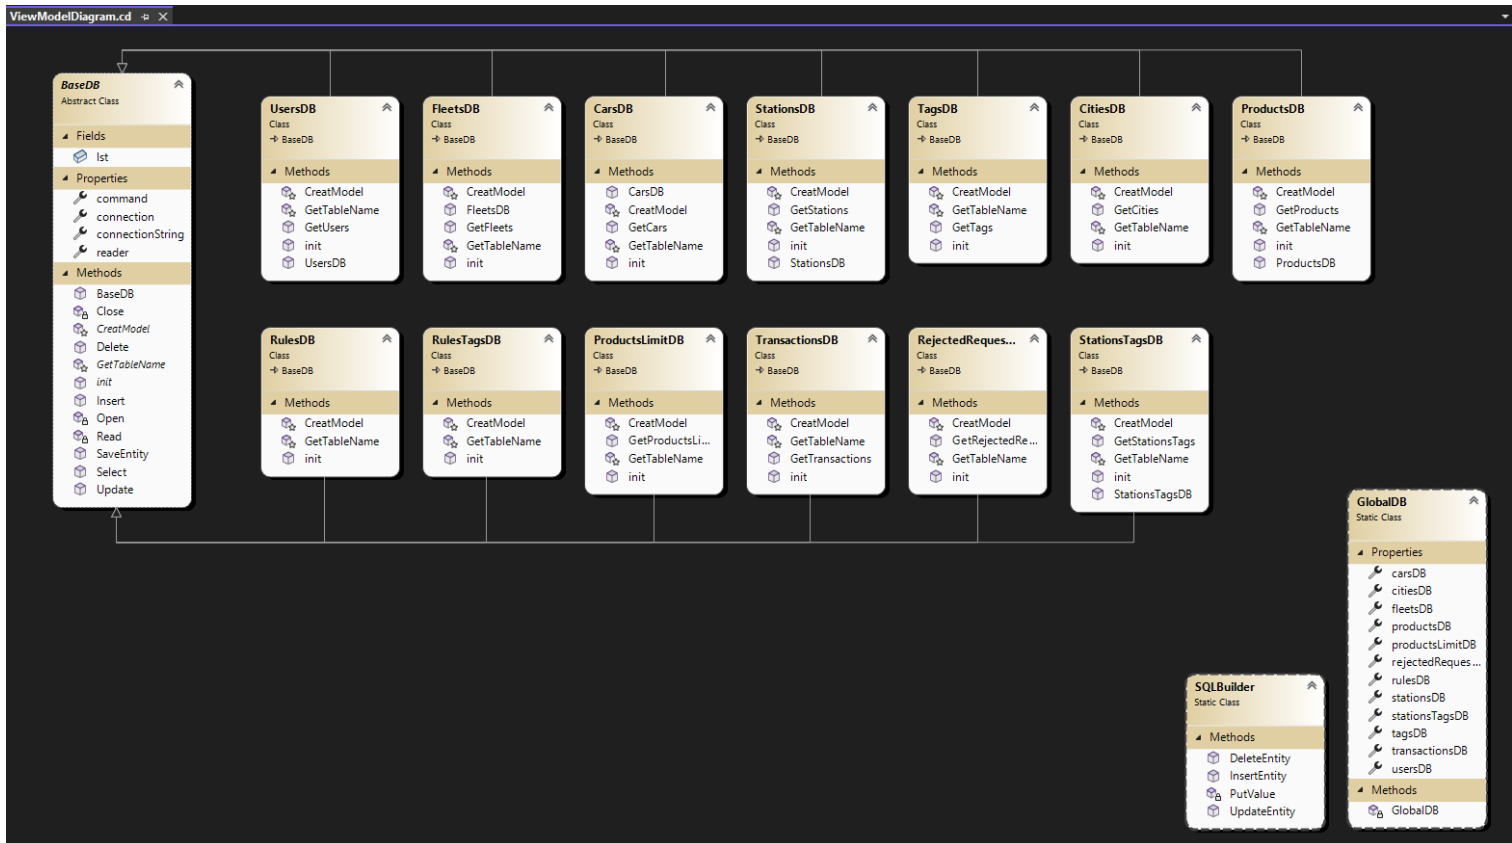 ViewModelDiagram.cd
BaseDB
Abstract Class
Fields
lst
Properties
command
connection
connectionString
reader
Methods
BaseDB
Close
CreatModel
Delete
GetTableName
init
Insert
Open
Read
SaveEntity
Select
Update
UsersDB
Class
BaseDB
Methods
CreatModel
GetTableName
GetUsers
init
UsersDB
FleetsDB
Class
BaseDB
Methods
CreatModel
FleetsDB
GetFleets
GetTableName
init
CarsDB
Class
BaseDB
Methods
CarsDB
CreatModel
GetCars
GetTableName
init
StationsDB
Class
BaseDB
Methods
CreatModel
GetStations
GetTableName
init
StationsDB
TagsDB
Class
BaseDB
Methods
CreatModel
GetTableName
GetTags
init
CitiesDB
Class
BaseDB
Methods
CreatModel
GetCities
GetTableName
init
ProductsDB
Class
BaseDB
Methods
CreatModel
GetProducts
GetTableName
init
ProductsDB
RulesDB
Class
BaseDB
Methods
CreatModel
GetTableName
init
RulesTagsDB
Class
BaseDB
Methods
CreatModel
GetTableName
init
ProductsLimitDB
Class
BaseDB
Methods
CreatModel
GetProductsLi...
GetTableName
init
TransactionsDB
Class
BaseDB
Methods
CreatModel
GetTableName
GetTransactions
init
RejectedReques...
Class
BaseDB
Methods
CreatModel
GetRejectedRe...
GetTableName
init
StationsTagsDB
Class
BaseDB
Methods
CreatModel
GetStationsTags
GetTableName
init
StationsTagsDB
SQLBuilder
Static Class
Methods
DeleteEntity
InsertEntity
PutValue
UpdateEntity
GlobalDB
Static Class
Properties
carsDB
citiesDB
fleetsDB
productsDB
productsLimitDB
rejectedReques...
rulesDB
stationsDB
stationsTagsDB
tagsDB
transactionsDB
usersDB
Methods
GlobalDB